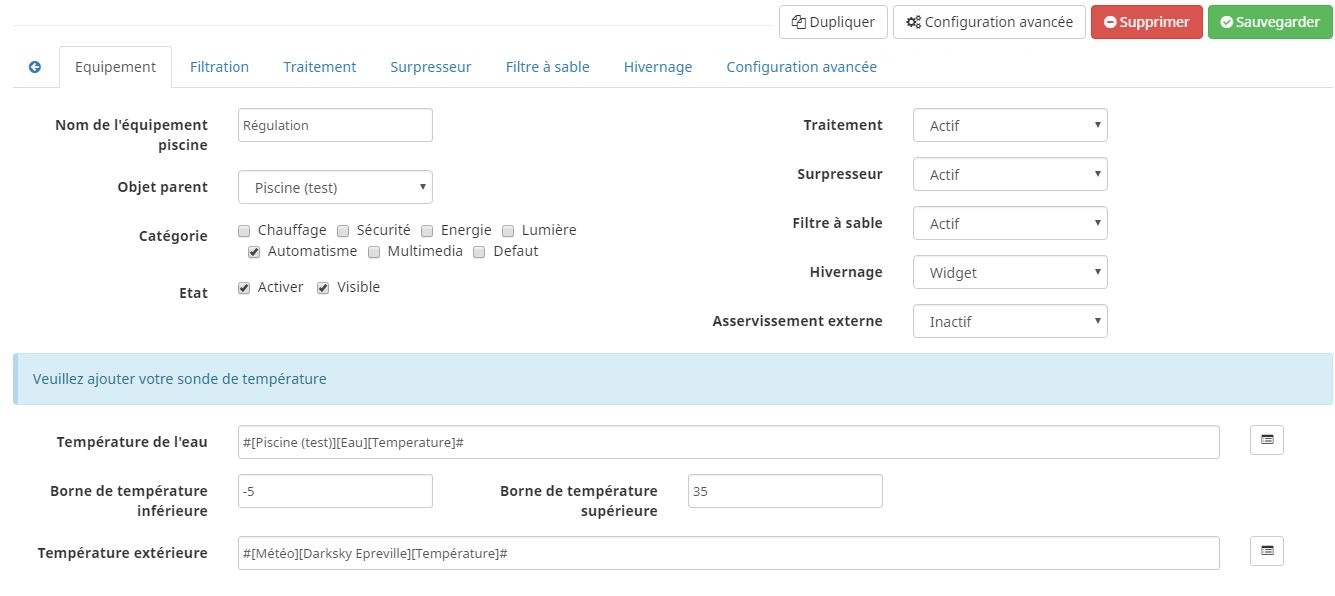 Dupliquer Configuration avancée Supprimer Sauvegarder
Equipement Filtration Traitement Surpresseur Filtre à sable Hivernage Configuration avancée
Nom de l'équipement
piscine
Régulation
Objet parent
Piscine (test)
Catégorie
Chauffage Sécurité Energie Lumière
Automatisme Multimedia Defaut
Etat
Activer Visible
Traitement
Actif
Surpresseur
Actif
Filtre à sable
Actif
Hivernage
Widget
Asservissement externe
Inactif
Veuillez ajouter votre sonde de température
Température de l'eau
#[Piscine (test)][Eau][Temperature]#
Borne de température
inférieure
-5
Borne de température
supérieure
35
Température extérieure
#[Météo][Darksky Epreville][Température]#